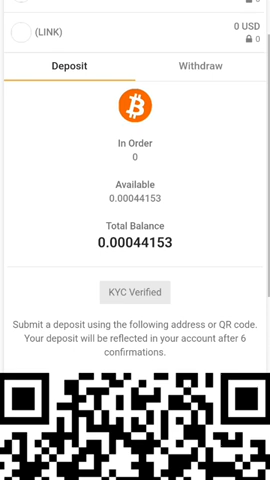 (LINK)
0 USD
0
Deposit
Withdraw
In Order
0
Available
0.00044153
Total Balance
0.00044153
KYC Verified
Submit a deposit using the following address or QR code.
Your deposit will be reflected in your account after 6
confirmations.